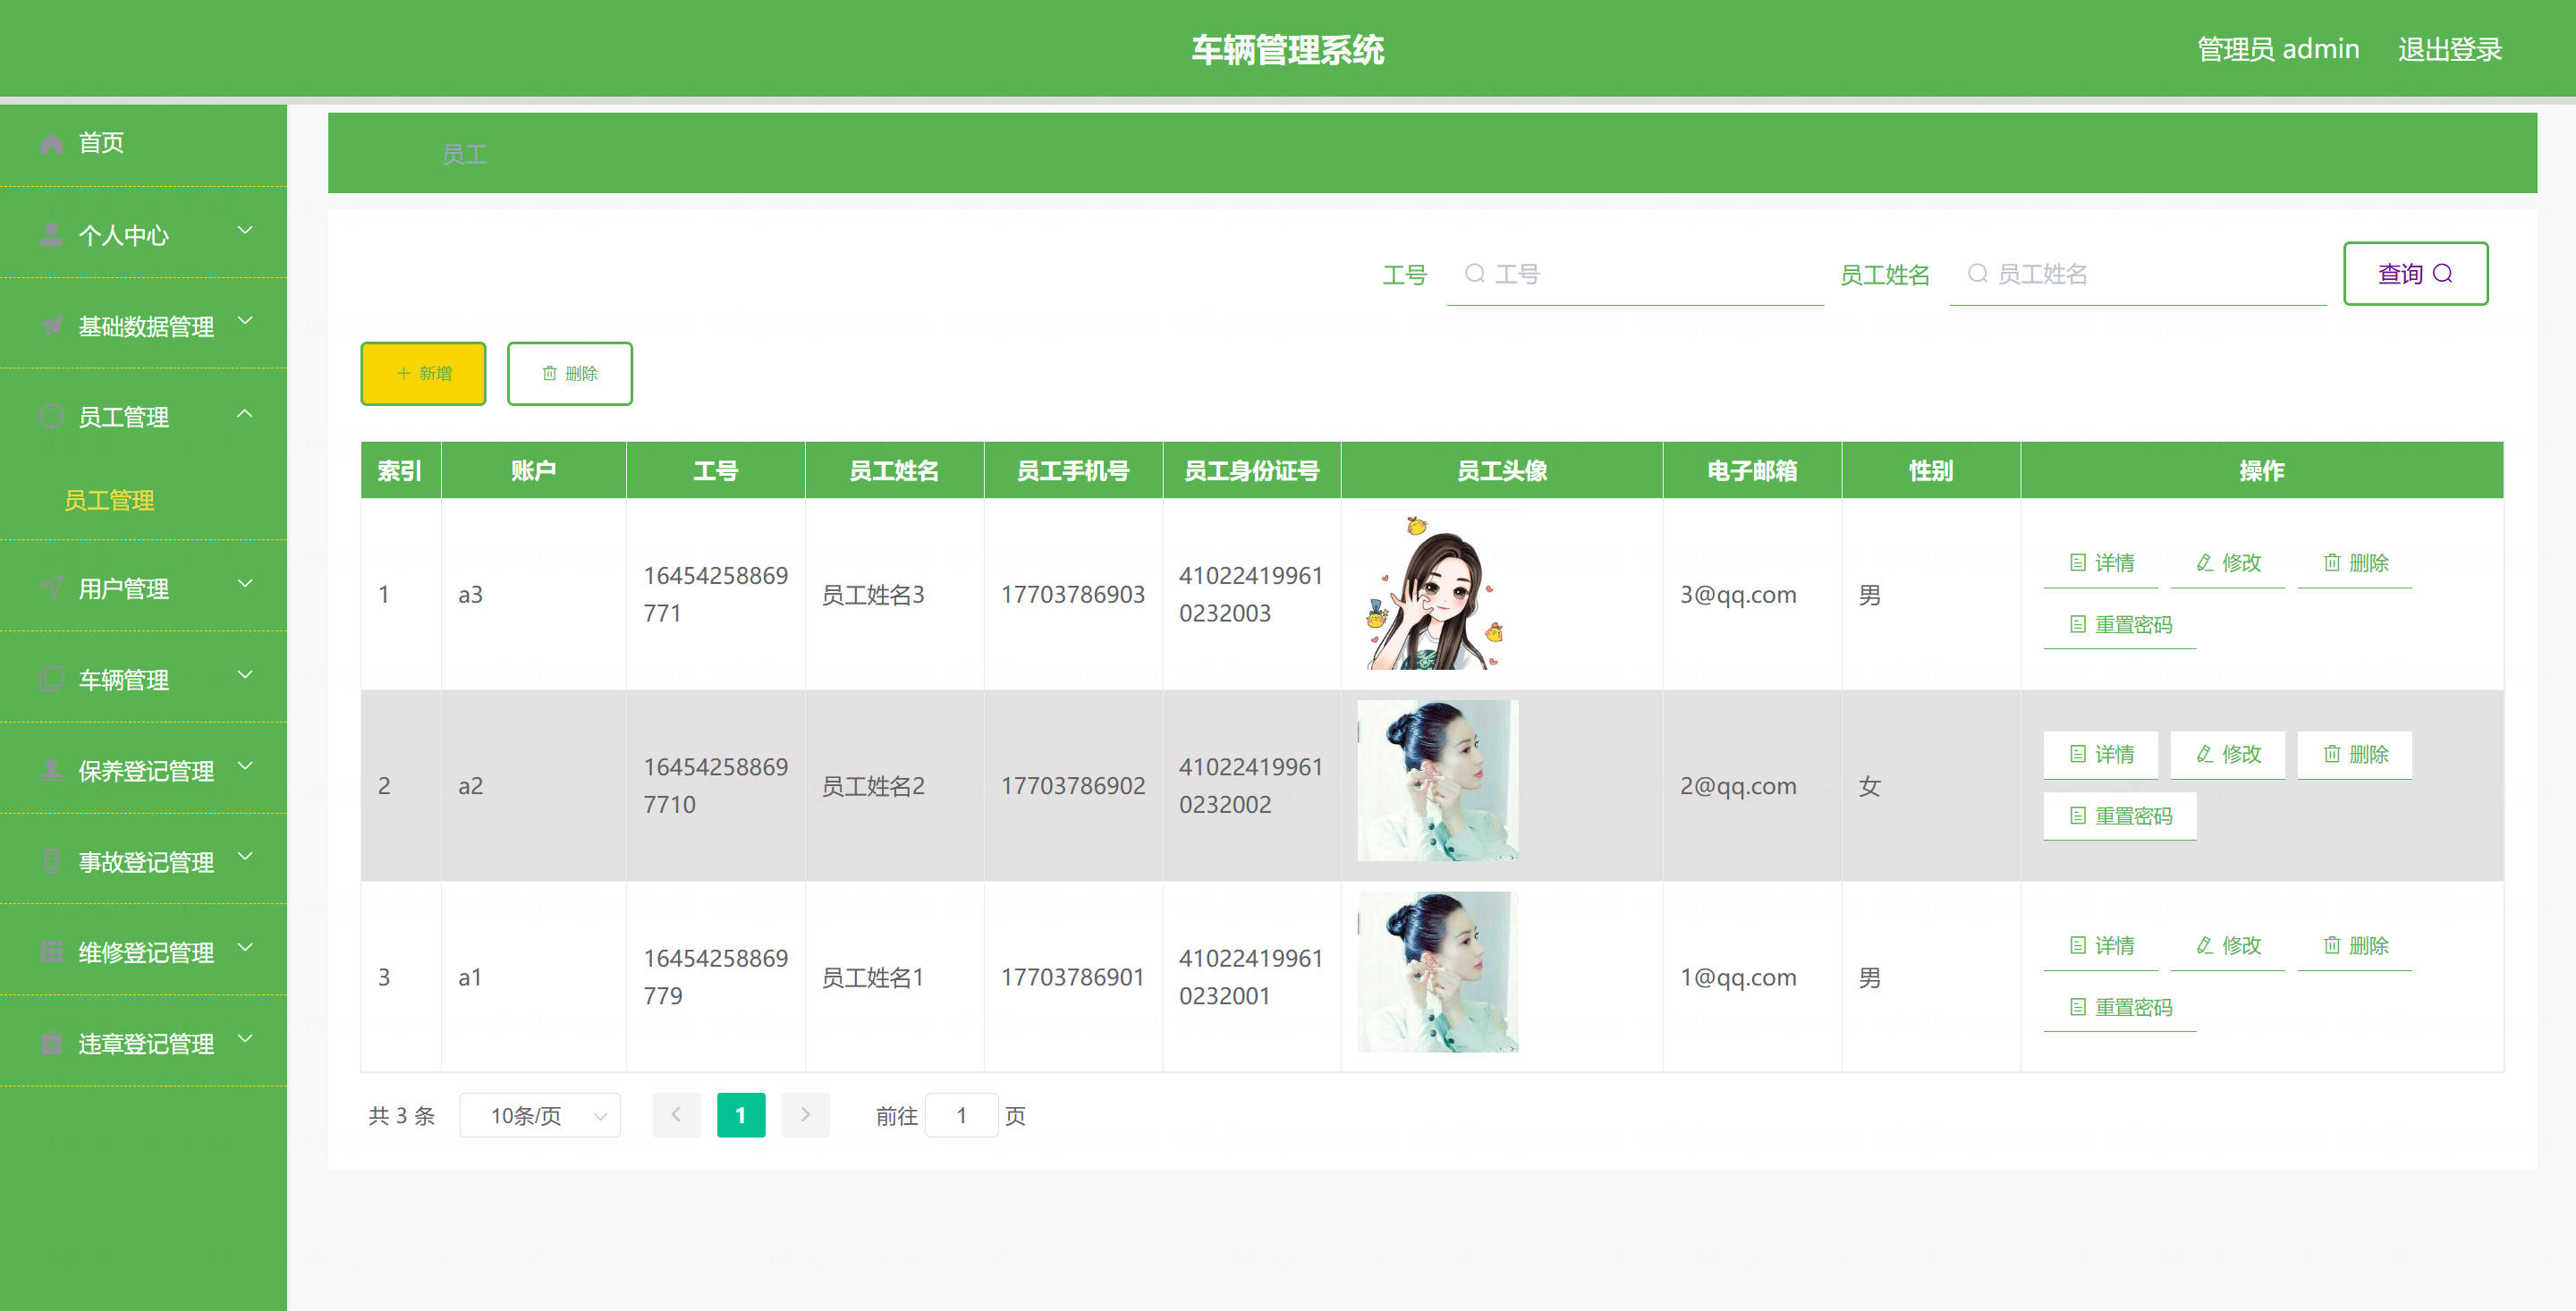 车辆管理系统
管理员 admin 退出登录
首页
个人中心
基础数据管理
员工管理
员工管理
用户管理
车辆管理
保养登记管理
事故登记管理
维修登记管理
违章登记管理
员工
工号 工号 员工姓名 员工姓名 查询
新增 删除
索引 账户 工号 员工姓名 员工手机号 员工身份证号 员工头像 电子邮箱 性别 操作
1 a3 16454258869771 员工姓名3 17703786903 410224199610232003 3@qq.com 男 详情 修改 删除
重置密码
2 a2 164542588697710 员工姓名2 17703786902 410224199610232002 2@qq.com 女 详情 修改 删除
重置密码
3 a1 16454258869779 员工姓名1 17703786901 410224199610232001 1@qq.com 男 详情 修改 删除
重置密码
共 3 条 10条/页 1 前往 1 页